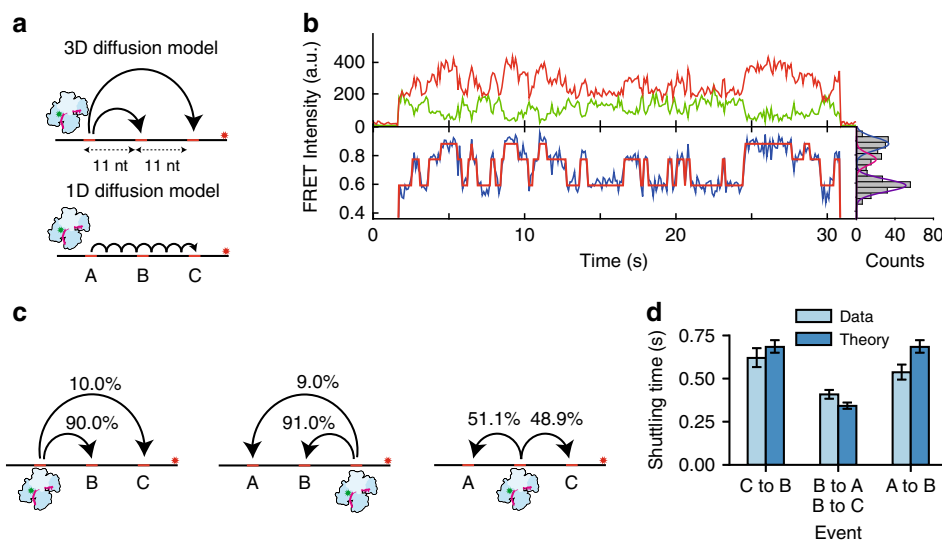 a
3D diffusion model
11 nt 11 nt
1D diffusion model
A B C
b
FRET Intensity (a.u.)
400
200
0
0.8
0.6
0.4
0 5 10 20 25 30 0 40 80
Time (s) Counts
c
10.0%
90.0%
B C
9.0%
91.0%
A B
51.1% 48.9%
A C
d
Data
Theory
Shuttling time (s)
0.75
0.50
0.25
0.00
C to B B to A A to B
B to C
Event